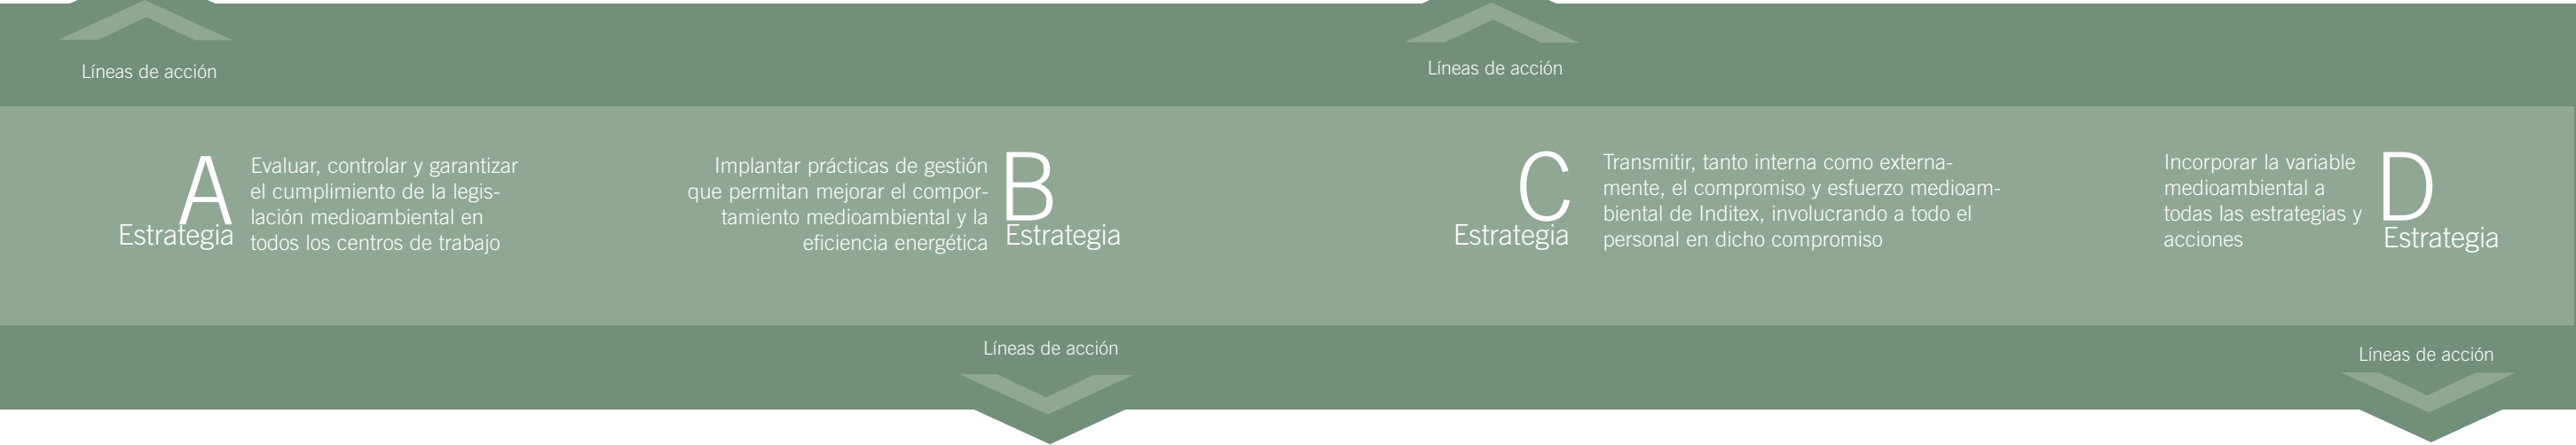 Líneas de acción
Líneas de acción
A
Estrategia
Evaluar, controlar y garantizar
el cumplimiento de la legis-
lación medioambiental en
todos los centros de trabajo
Implantar prácticas de gestión
que permitan mejorar el compor-
tamiento medioambiental y la
eficiencia energética
B
Estrategia
C
Estrategia
Transmitir, tanto interna como externa-
mente, el compromiso y esfuerzo medioam-
biental de Inditex, involucrando a todo el
personal en dicho compromiso
Incorporar la variable
medioambiental a
todas las estrategias y
acciones
D
Estrategia
Líneas de acción
Líneas de acción